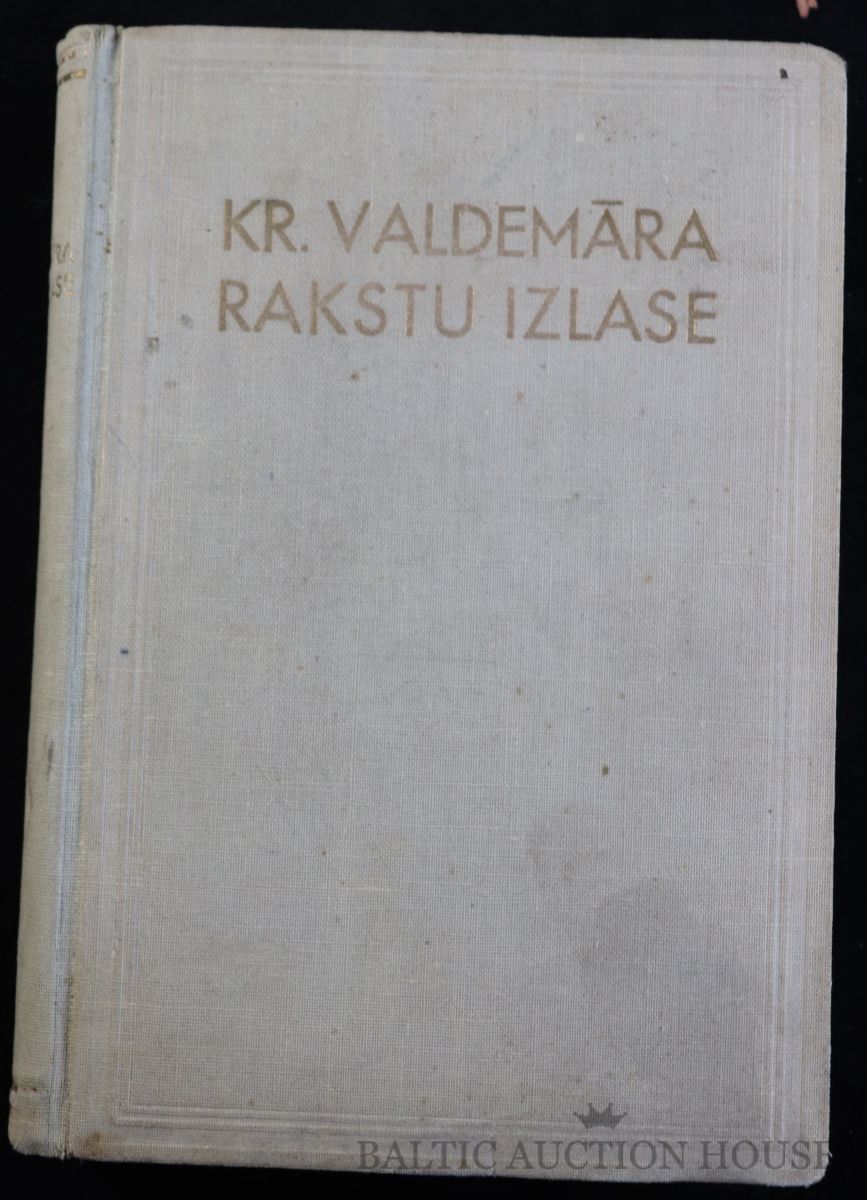 KR. VALDEMĀRA
RAKSTU IZLASE
BALTIC AUCTION HOUSE